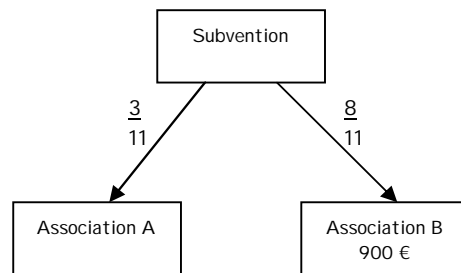 Subvention
3
11
8
11
Association A
Association B
900 €